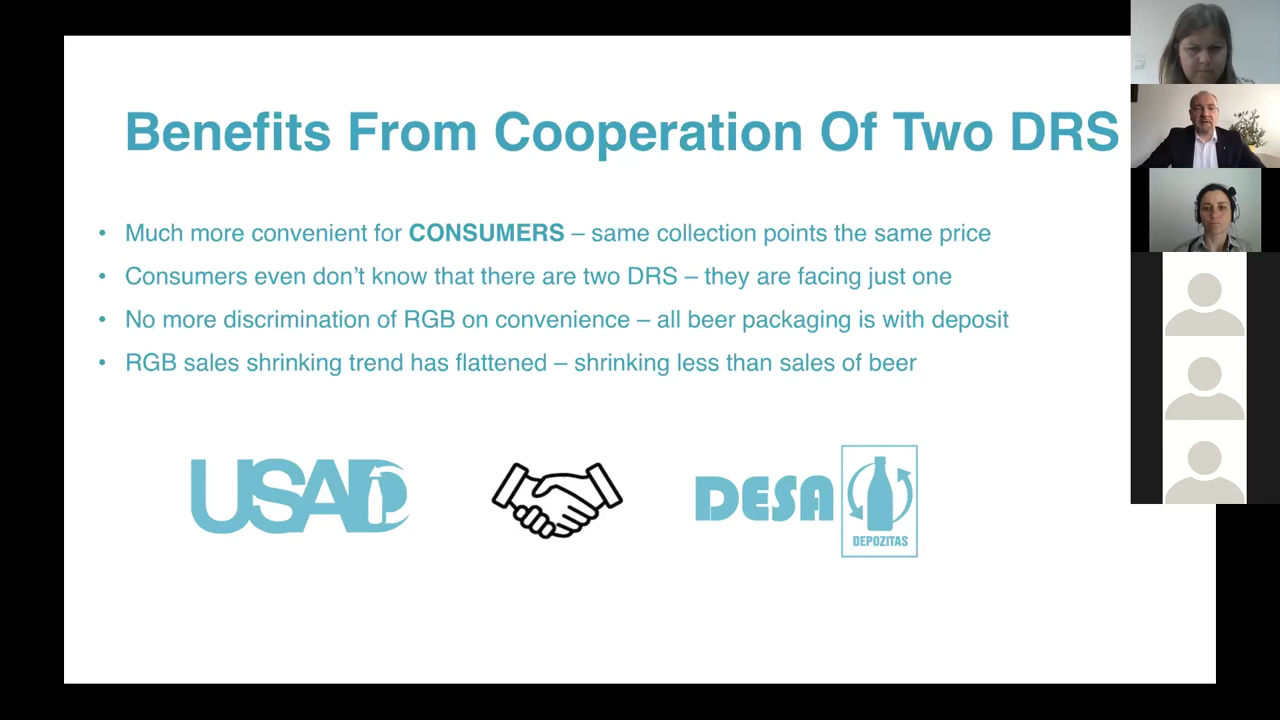 Benefits From Cooperation Of Two DRS
• Much more convenient for CONSUMERS – same collection points the same price
• Consumers even don’t know that there are two DRS – they are facing just one
• No more discrimination of RGB on convenience – all beer packaging is with deposit
• RGB sales shrinking trend has flattened – shrinking less than sales of beer
USAD
DESA
DEPOZITAS